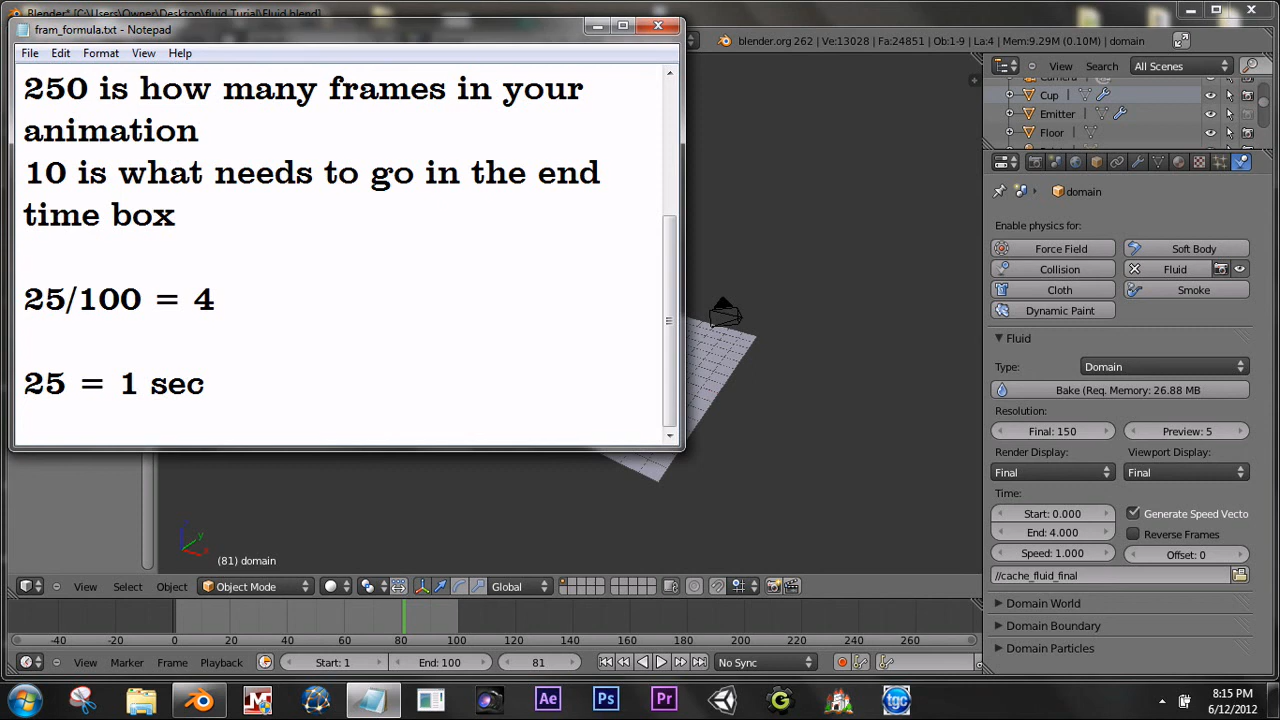 Blender* [C:\Users\Owner\Desktop\fluid Turial\Fluid.blend]
fram_formula.txt - Notepad
File Edit Format View Help
250 is how many frames in your
animation
10 is what needs to go in the end
time box
25/100 = 4
25 = 1 sec
blender.org 262 | Ve:13028 | Fa:24851 | Ob:1-9 | La:4 | Mem:9.29M (0.10M) | domain
View Search All Scenes
Camera
Cup
Emitter
Floor
domain
Enable physics for:
Force Field Soft Body
Collision Fluid
Cloth Smoke
Dynamic Paint
Fluid
Type: Domain
Bake (Req. Memory: 26.88 MB
Resolution:
Final: 150 Preview: 5
Render Display: Viewport Display:
Final Final
Time:
Start: 0.000 Generate Speed Vecto
End: 4.000 Reverse Frames
Speed: 1.000 Offset: 0
//cache_fluid_final
Domain World
Domain Boundary
Domain Particles
z
y
x
(81) domain
View Select Object Object Mode Global
-40 -20 0 20 40 60 80 100 120 140 160 180 200 220 240 260
View Marker Frame Playback Start: 1 End: 100 81 No Sync
Ae Ps Pr G tgc
8:15 PM
6/12/2012